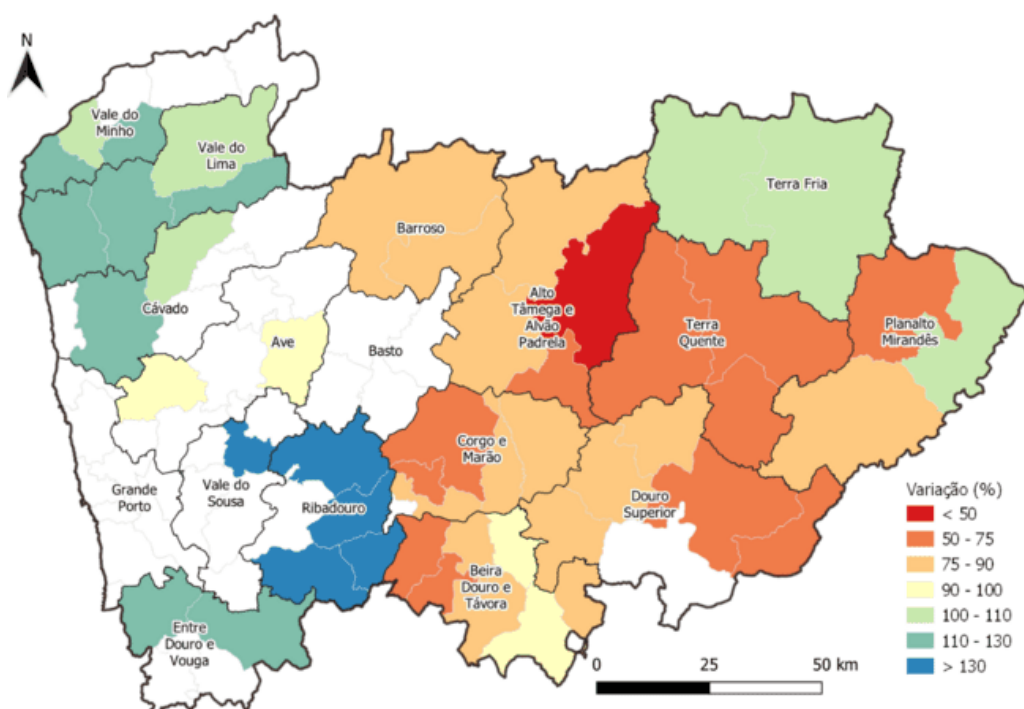 N
Vale do
Minho
Vale do
Lima
Terra Fria
Barroso
Cávado
Alto
Tâmega e
Alvão
Padrela
Terra
Quente
Planalto
Mirandês
Ave
Basto
Corgo e
Marão
Grande
Porto
Vale do
Sousa
Ribadouro
Douro
Superior
Beira
Douro e
Távora
Entre
Douro e
Vouga
Variação (%)
< 50
50 - 75
75 - 90
90 - 100
100 - 110
110 - 130
> 130
0 25 50 km